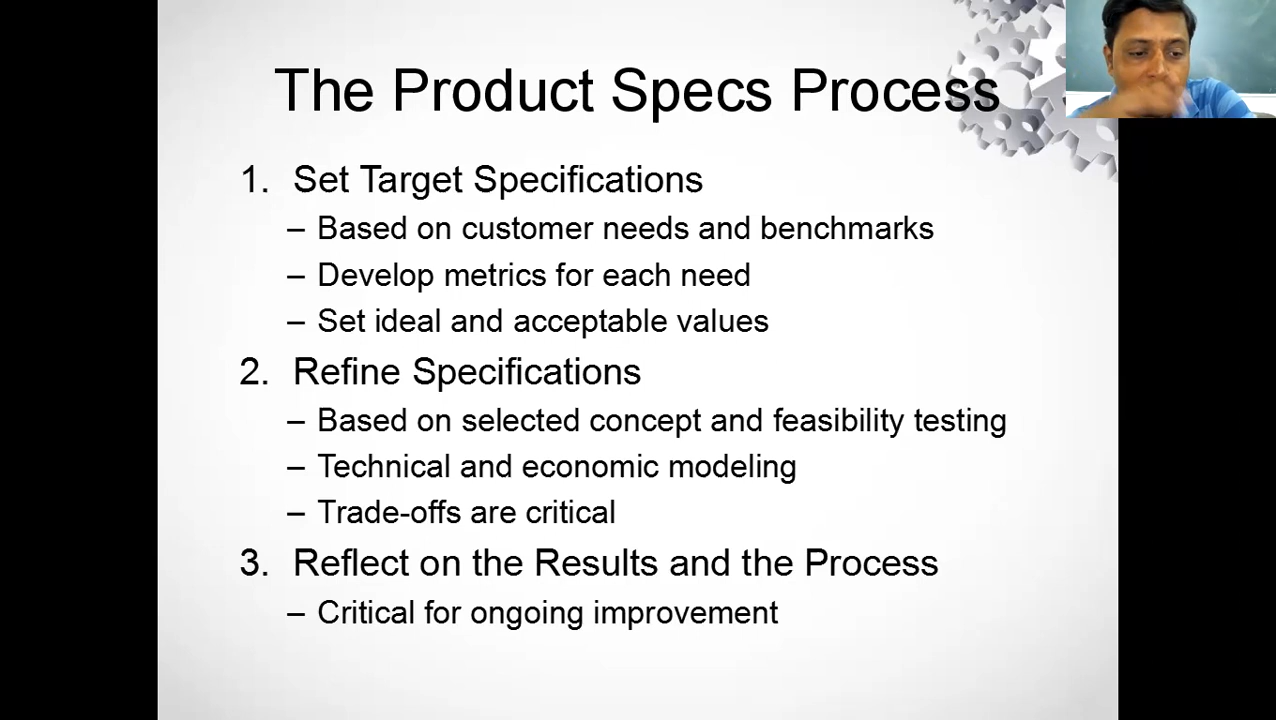 The Product Specs Process
1. Set Target Specifications
– Based on customer needs and benchmarks
– Develop metrics for each need
– Set ideal and acceptable values
2. Refine Specifications
– Based on selected concept and feasibility testing
– Technical and economic modeling
– Trade-offs are critical
3. Reflect on the Results and the Process
– Critical for ongoing improvement